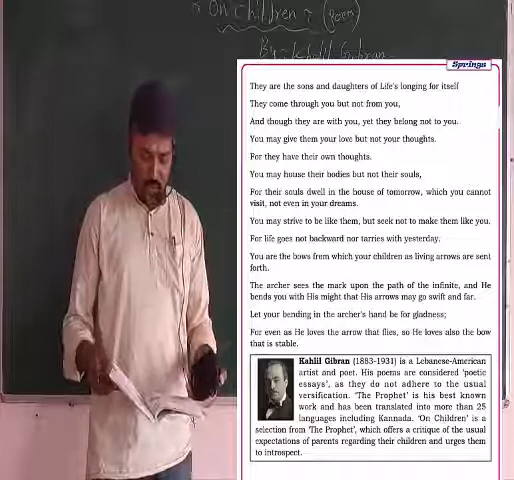 On children (Poem)
By - Khalil Gibran
Springs
They are the sons and daughters of Life's longing for itself
They come through you but not from you,
And though they are with you, yet they belong not to you.
You may give them your love but not your thoughts.
For they have their own thoughts.
You may house their bodies but not their souls,
For their souls dwell in the house of tomorrow, which you cannot
visit, not even in your dreams.
You may strive to be like them, but seek not to make them like you.
For life goes not backward nor tarries with yesterday.
You are the bows from which your children as living arrows are sent
forth.
The archer sees the mark upon the path of the infinite, and He
bends you with His might that His arrows may go swift and far.
Let your bending in the archer's hand be for gladness;
For even as He loves the arrow that flies, so He loves also the bow
that is stable.
Kahlil Gibran (1883-1931) is a Lebanese-American
artist and poet. His poems are considered 'poetic
essays', as they do not adhere to the usual
versification. 'The Prophet' is his best known
work and has been translated into more than 25
languages including Kannada. 'On Children' is a
selection from 'The Prophet', which offers a critique of the usual
expectations of parents regarding their children and urges them
to introspect.